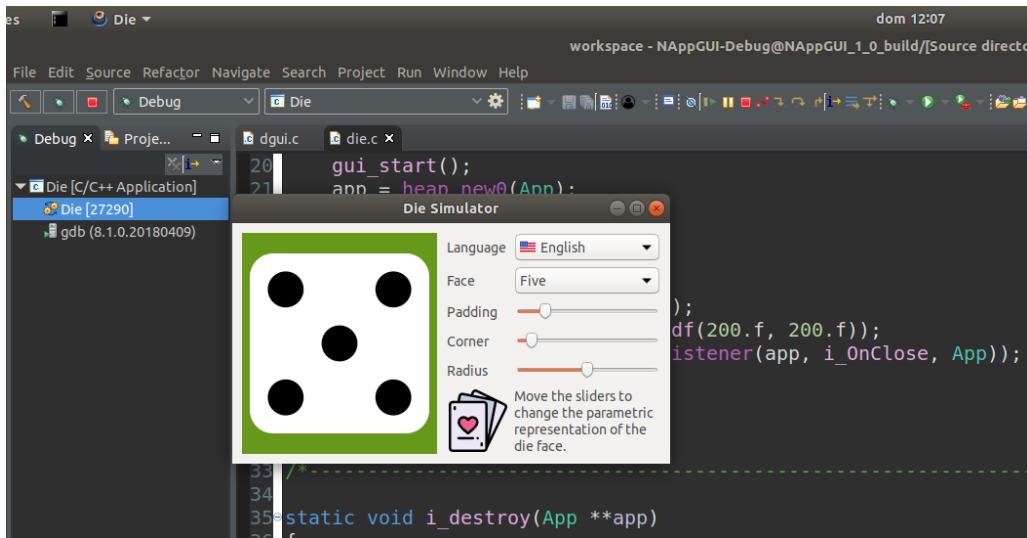 es Die dom 12:07
workspace - NAppGUI-Debug@NAppGUI_1_0_build/[Source directo
File Edit Source Refactor Navigate Search Project Run Window Help
Debug Die
Debug Proje... dgui.c die.c
Die [C/C++ Application]
Die [27290]
gdb (8.1.0.20180409)
20 gui_start();
21 app = heap_new0(App);
Die Simulator
Language English
Face Five
Padding
Corner
Radius
Move the sliders to
change the parametric
representation of the
die face.
);
df(200.f, 200.f));
istener(app, i_OnClose, App));
33 /*------------------------------------------------
34
35 static void i_destroy(App **app)